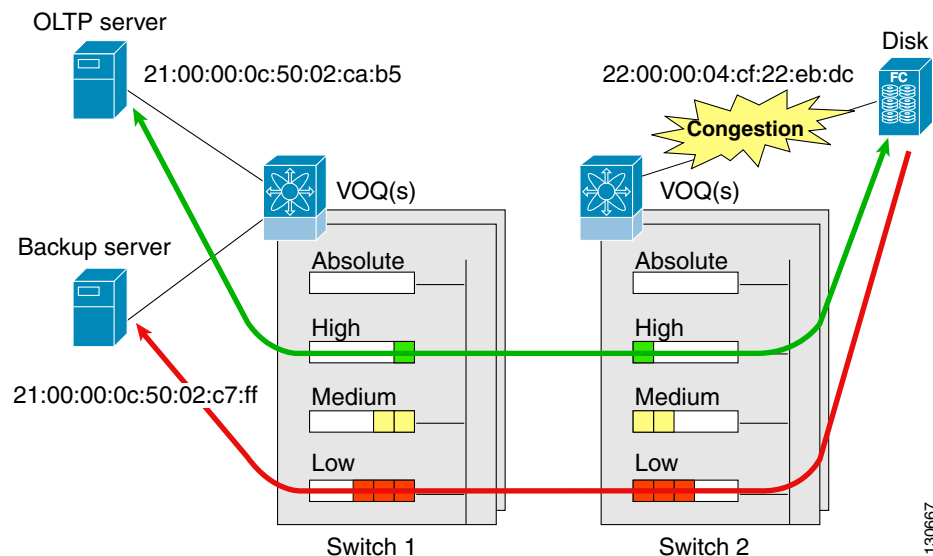 OLTP server
Disk
21:00:00:0c:50:02:ca:b5
22:00:00:04:cf:22:eb:dc
FC
Congestion
VOQ(s)
VOQ(s)
Backup server
Absolute
Absolute
High
High
21:00:00:0c:50:02:c7:ff
Medium
Medium
Low
Low
Switch 1
Switch 2
130667